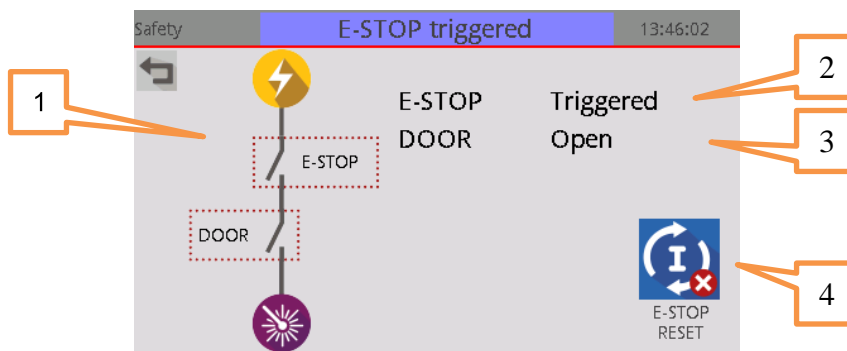 Safety
E-STOP triggered
13:46:02
1
E-STOP Triggered
2
DOOR Open
3
E-STOP
DOOR
I
4
E-STOP
RESET